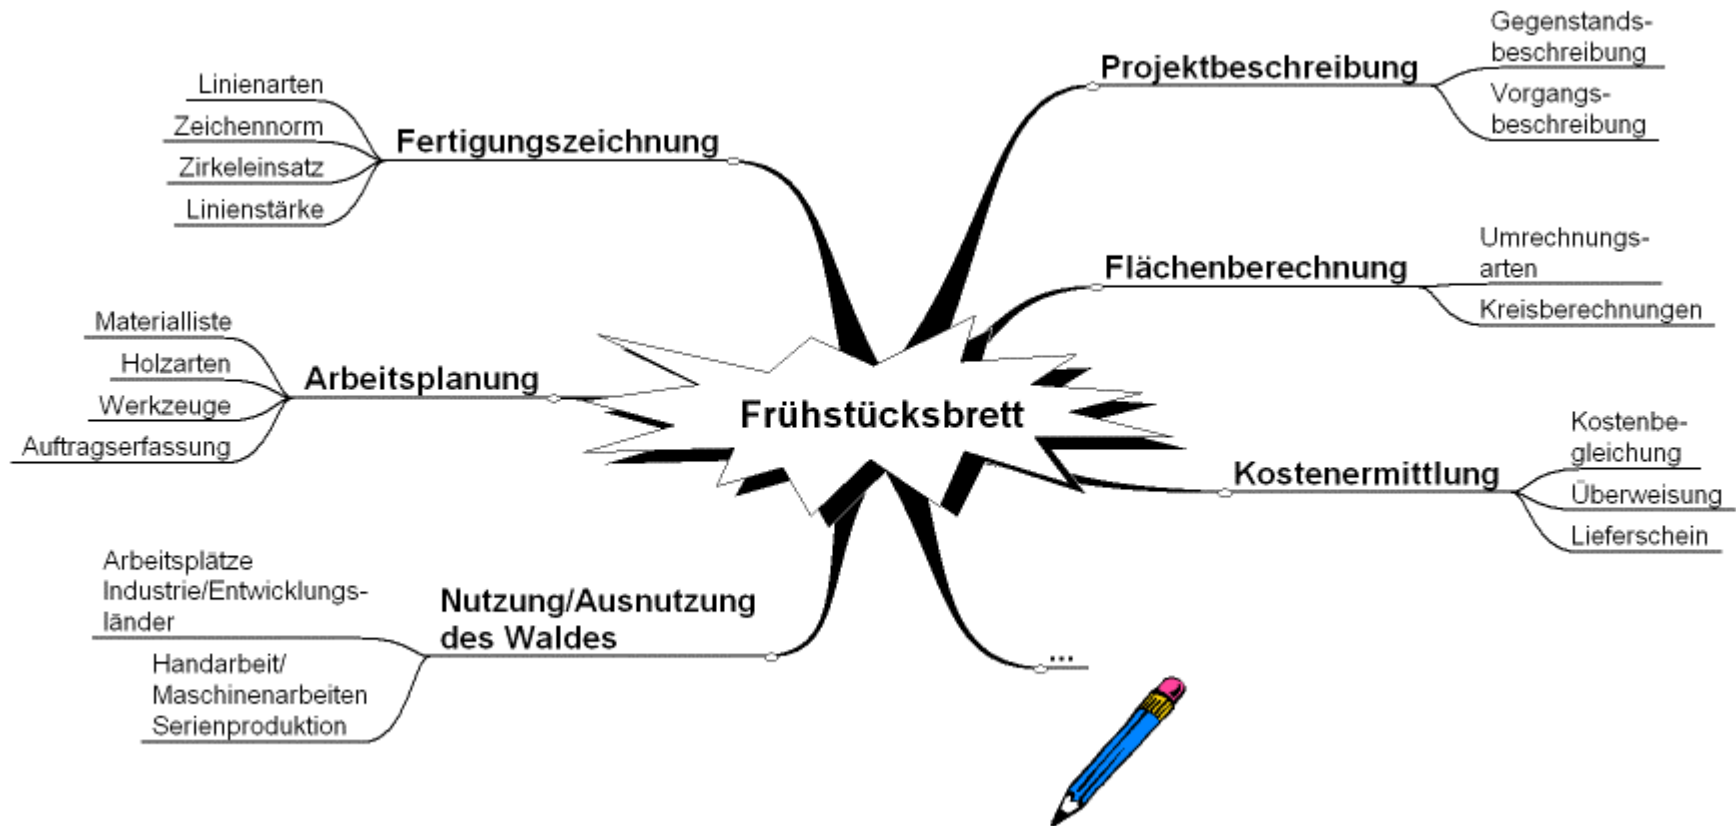 Frühstücksbrett
Projektbeschreibung
Gegenstands-
beschreibung
Vorgangs-
beschreibung
Flächenberechnung
Umrechnungs-
arten
Kreisberechnungen
Kostenermittlung
Kostenbe-
gleichung
Überweisung
Lieferschein
...
Nutzung/Ausnutzung
des Waldes
Arbeitsplätze
Industrie/Entwicklungs-
länder
Handarbeit/
Maschinenarbeiten
Serienproduktion
Arbeitsplanung
Materialliste
Holzarten
Werkzeuge
Auftragserfassung
Fertigungszeichnung
Linienarten
Zeichennorm
Zirkeleinsatz
Linienstärke